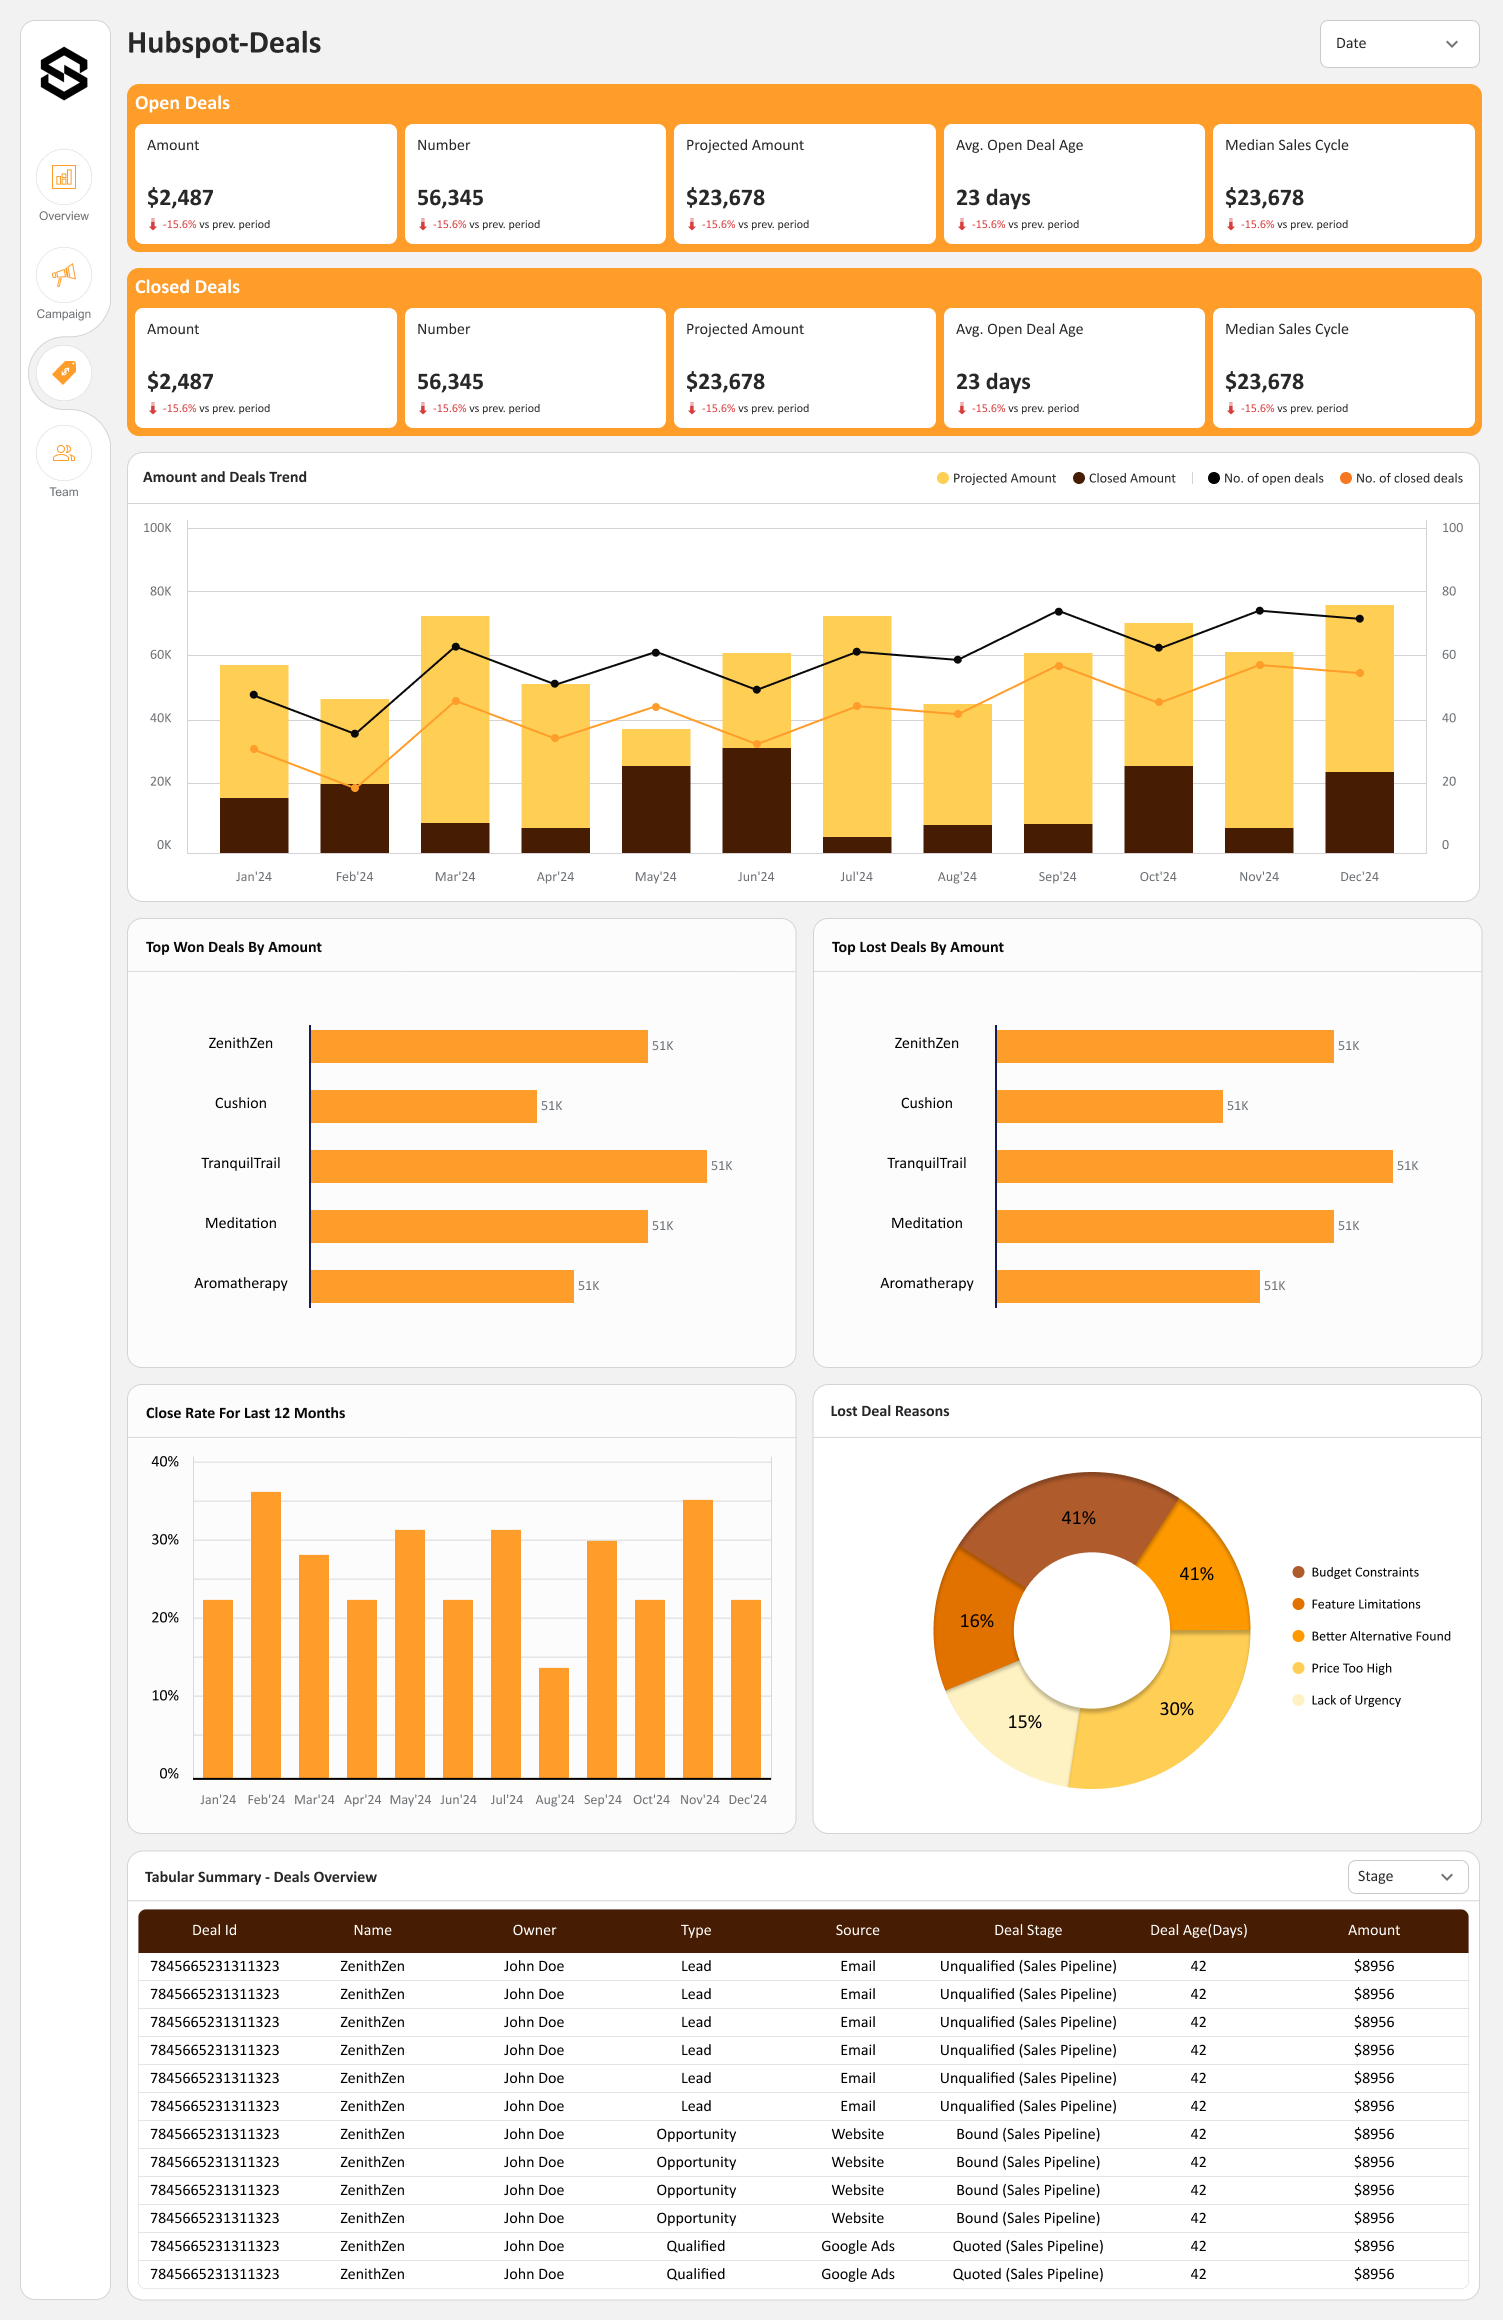 Hubspot-Deals
Date
Overview
Campaign
Team
Open Deals
Amount
$2,487
-15.6% vs prev. period
Number
56,345
-15.6% vs prev. period
Projected Amount
$23,678
-15.6% vs prev. period
Avg. Open Deal Age
23 days
-15.6% vs prev. period
Median Sales Cycle
$23,678
-15.6% vs prev. period
Closed Deals
Amount
$2,487
-15.6% vs prev. period
Number
56,345
-15.6% vs prev. period
Projected Amount
$23,678
-15.6% vs prev. period
Avg. Open Deal Age
23 days
-15.6% vs prev. period
Median Sales Cycle
$23,678
-15.6% vs prev. period
Amount and Deals Trend
Projected Amount Closed Amount No. of open deals No. of closed deals
100K 100
80K 80
60K 60
40K 40
20K 20
0K 0
Jan'24 Feb'24 Mar'24 Apr'24 May'24 Jun'24 Jul'24 Aug'24 Sep'24 Oct'24 Nov'24 Dec'24
Top Won Deals By Amount
ZenithZen 51K
Cushion 51K
TranquilTrail 51K
Meditation 51K
Aromatherapy 51K
Top Lost Deals By Amount
ZenithZen 51K
Cushion 51K
TranquilTrail 51K
Meditation 51K
Aromatherapy 51K
Close Rate For Last 12 Months
40%
30%
20%
10%
0%
Jan'24 Feb'24 Mar'24 Apr'24 May'24 Jun'24 Jul'24 Aug'24 Sep'24 Oct'24 Nov'24 Dec'24
Lost Deal Reasons
41%
41%
16%
30%
15%
Budget Constraints
Feature Limitations
Better Alternative Found
Price Too High
Lack of Urgency
Tabular Summary - Deals Overview
Stage
Deal Id Name Owner Type Source Deal Stage Deal Age(Days) Amount
7845665231311323 ZenithZen John Doe Lead Email Unqualified (Sales Pipeline) 42 $8956
7845665231311323 ZenithZen John Doe Lead Email Unqualified (Sales Pipeline) 42 $8956
7845665231311323 ZenithZen John Doe Lead Email Unqualified (Sales Pipeline) 42 $8956
7845665231311323 ZenithZen John Doe Lead Email Unqualified (Sales Pipeline) 42 $8956
7845665231311323 ZenithZen John Doe Lead Email Unqualified (Sales Pipeline) 42 $8956
7845665231311323 ZenithZen John Doe Lead Email Unqualified (Sales Pipeline) 42 $8956
7845665231311323 ZenithZen John Doe Opportunity Website Bound (Sales Pipeline) 42 $8956
7845665231311323 ZenithZen John Doe Opportunity Website Bound (Sales Pipeline) 42 $8956
7845665231311323 ZenithZen John Doe Opportunity Website Bound (Sales Pipeline) 42 $8956
7845665231311323 ZenithZen John Doe Opportunity Website Bound (Sales Pipeline) 42 $8956
7845665231311323 ZenithZen John Doe Qualified Google Ads Quoted (Sales Pipeline) 42 $8956
7845665231311323 ZenithZen John Doe Qualified Google Ads Quoted (Sales Pipeline) 42 $8956